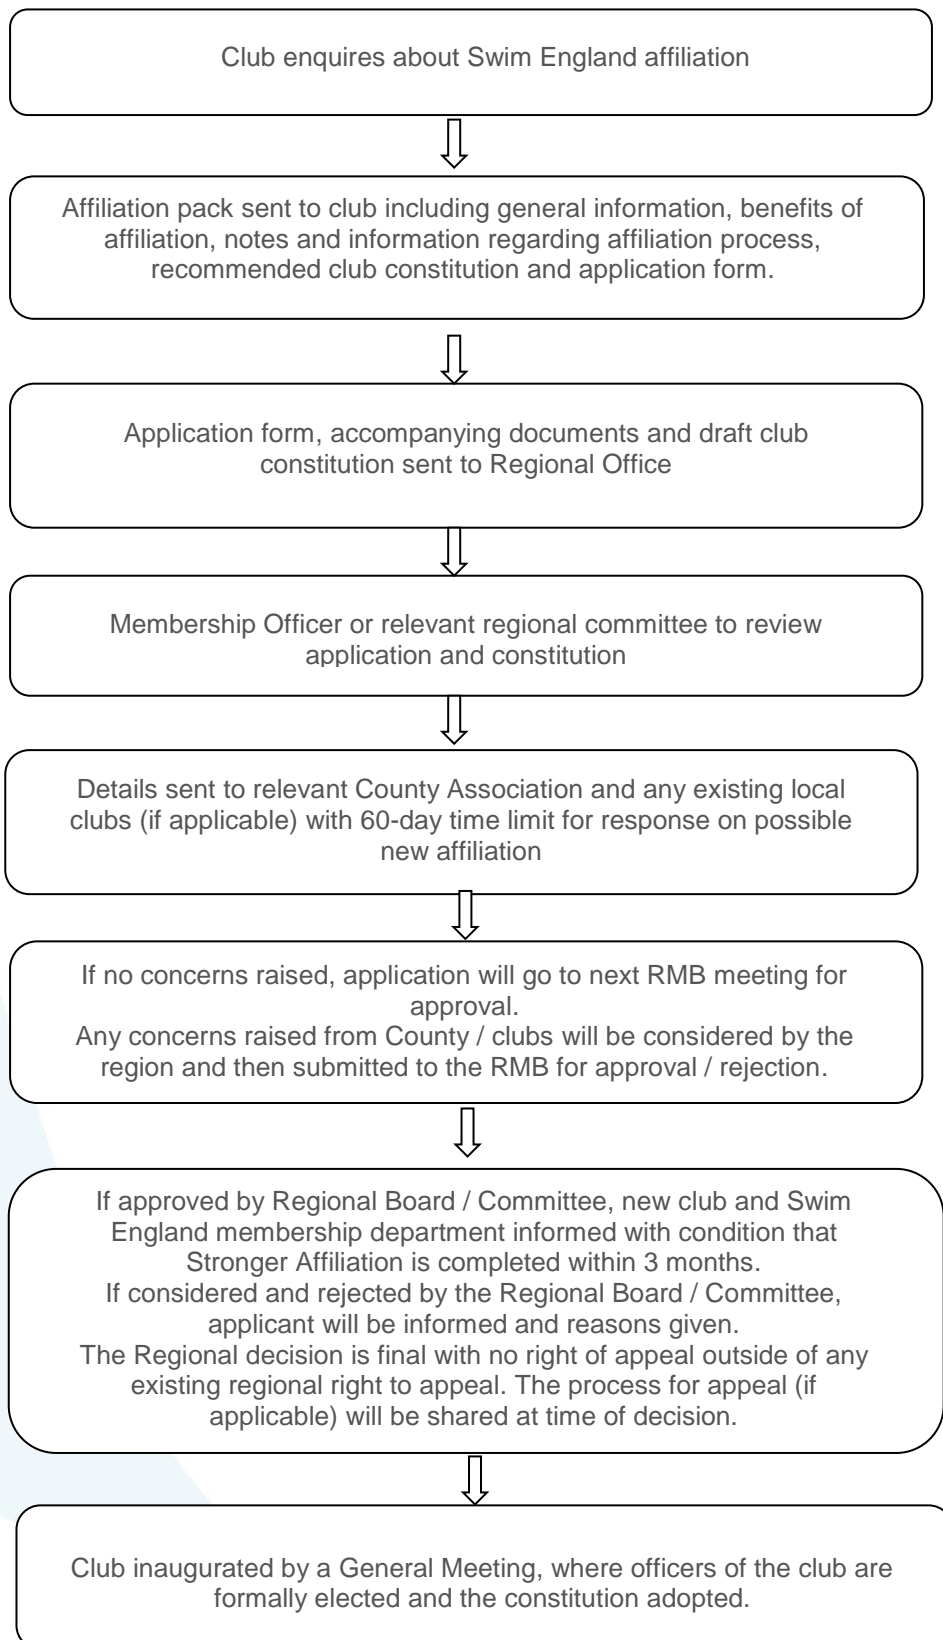 Club enquires about Swim England affiliation
Affiliation pack sent to club including general information, benefits of
affiliation, notes and information regarding affiliation process,
recommended club constitution and application form.
Application form, accompanying documents and draft club
constitution sent to Regional Office
Membership Officer or relevant regional committee to review
application and constitution
Details sent to relevant County Association and any existing local
clubs (if applicable) with 60-day time limit for response on possible
new affiliation
If no concerns raised, application will go to next RMB meeting for
approval.
Any concerns raised from County / clubs will be considered by the
region and then submitted to the RMB for approval / rejection.
If approved by Regional Board / Committee, new club and Swim
England membership department informed with condition that
Stronger Affiliation is completed within 3 months.
If considered and rejected by the Regional Board / Committee,
applicant will be informed and reasons given.
The Regional decision is final with no right of appeal outside of any
existing regional right to appeal. The process for appeal (if
applicable) will be shared at time of decision.
Club inaugurated by a General Meeting, where officers of the club are
formally elected and the constitution adopted.